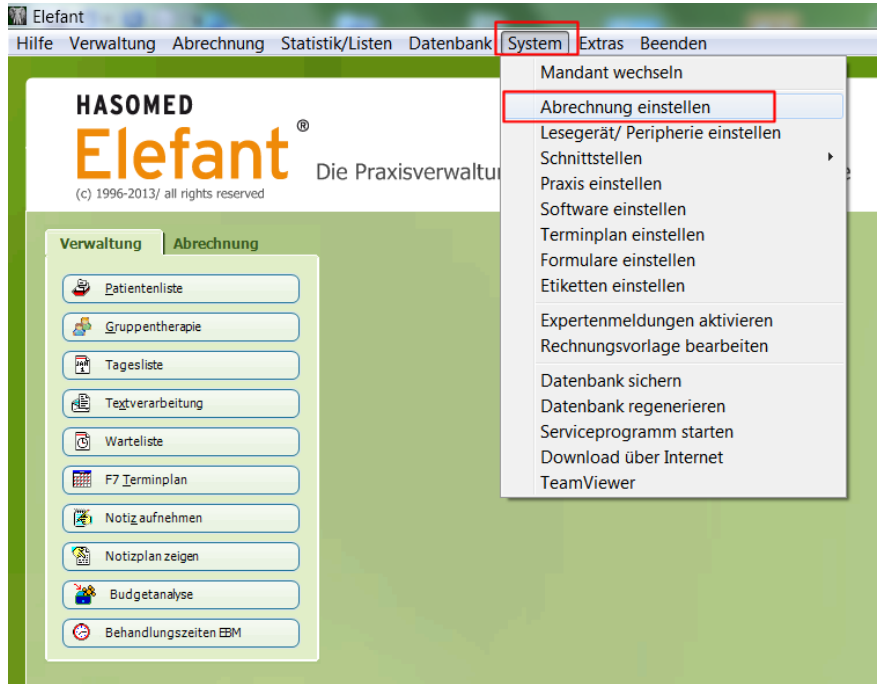 Elefant
Hilfe Verwaltung Abrechnung Statistik/Listen Datenbank System Extras Beenden
Mandant wechseln
Abrechnung einstellen
Lesegerät/ Peripherie einstellen
Schnittstellen
Praxis einstellen
Software einstellen
Terminplan einstellen
Formulare einstellen
Etiketten einstellen
Expertenmeldungen aktivieren
Rechnungsvorlage bearbeiten
Datenbank sichern
Datenbank regenerieren
Serviceprogramm starten
Download über Internet
TeamViewer
HASOMED
Elefant®
Die Praxisverwaltu
(c) 1996-2013/ all rights reserved
Verwaltung Abrechnung
Patientenliste
Gruppentherapie
Tagesliste
Textverarbeitung
Warteliste
F7 Terminplan
Notiz aufnehmen
Notizplan zeigen
Budgetanalyse
Behandlungszeiten EBM